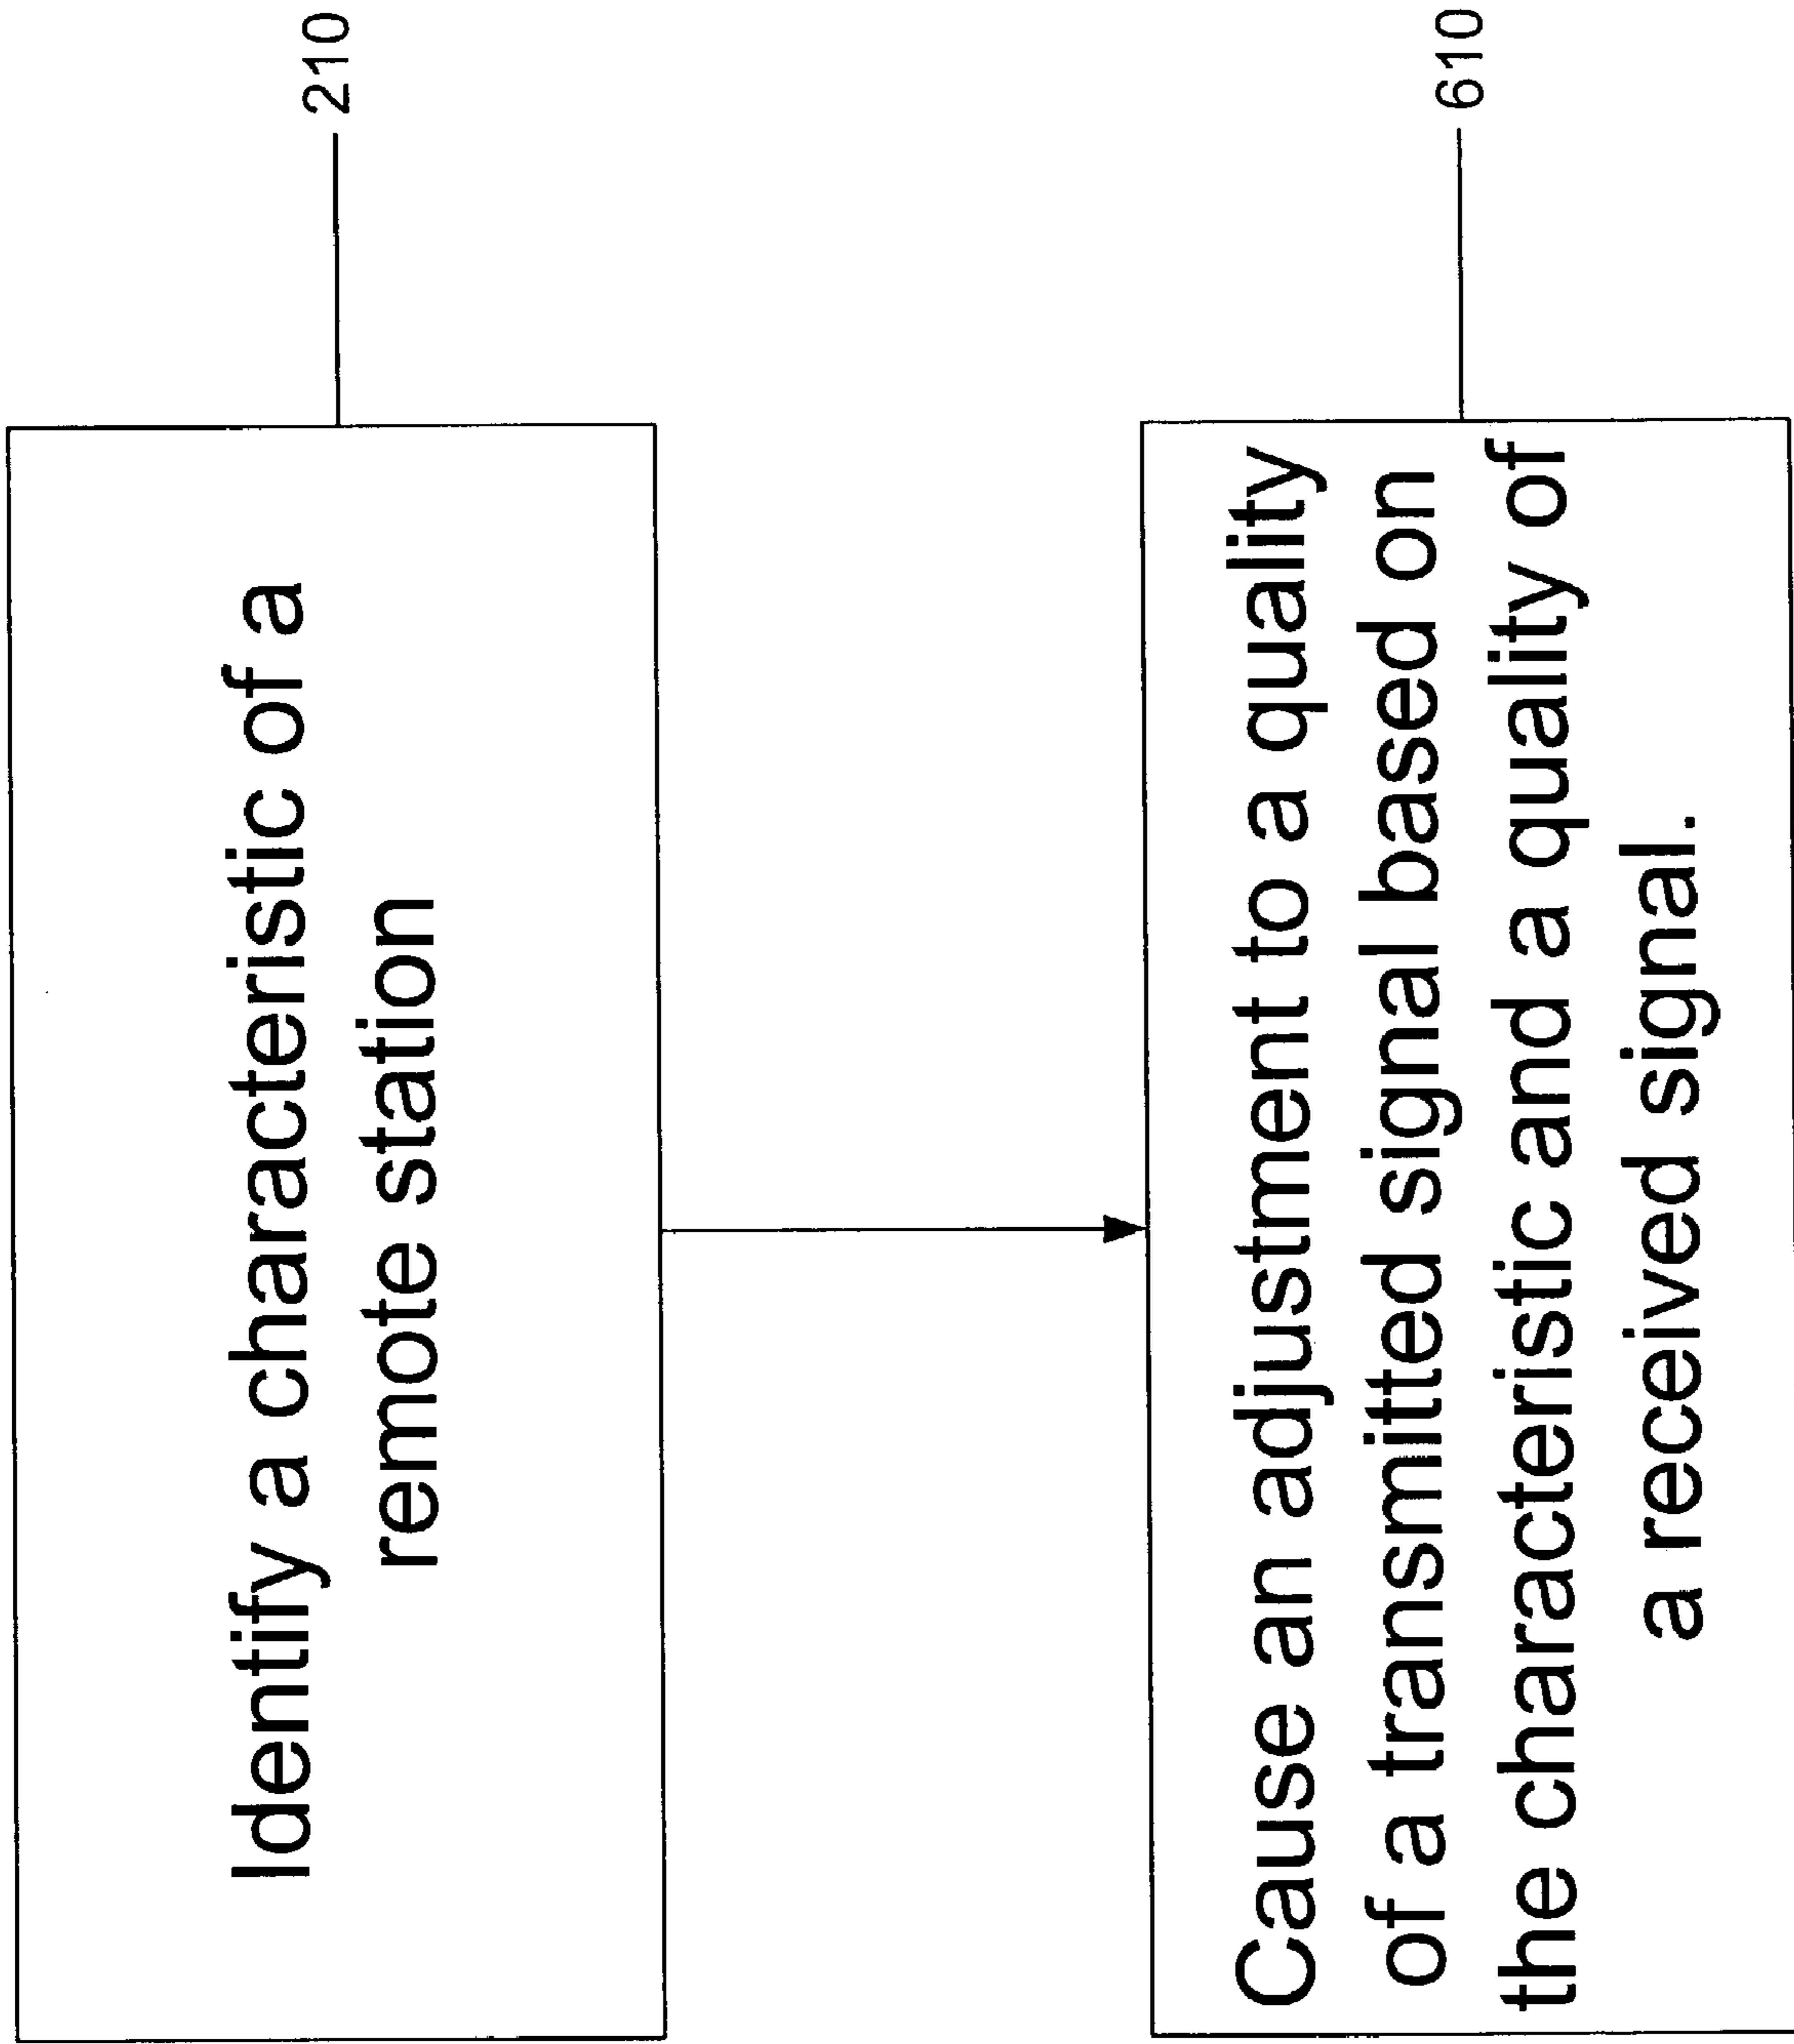 Identify a characteristic of a
remote station
210
Cause an adjustment to a quality
of a transmitted signal based on
the characteristic and a quality of
a received signal.
610